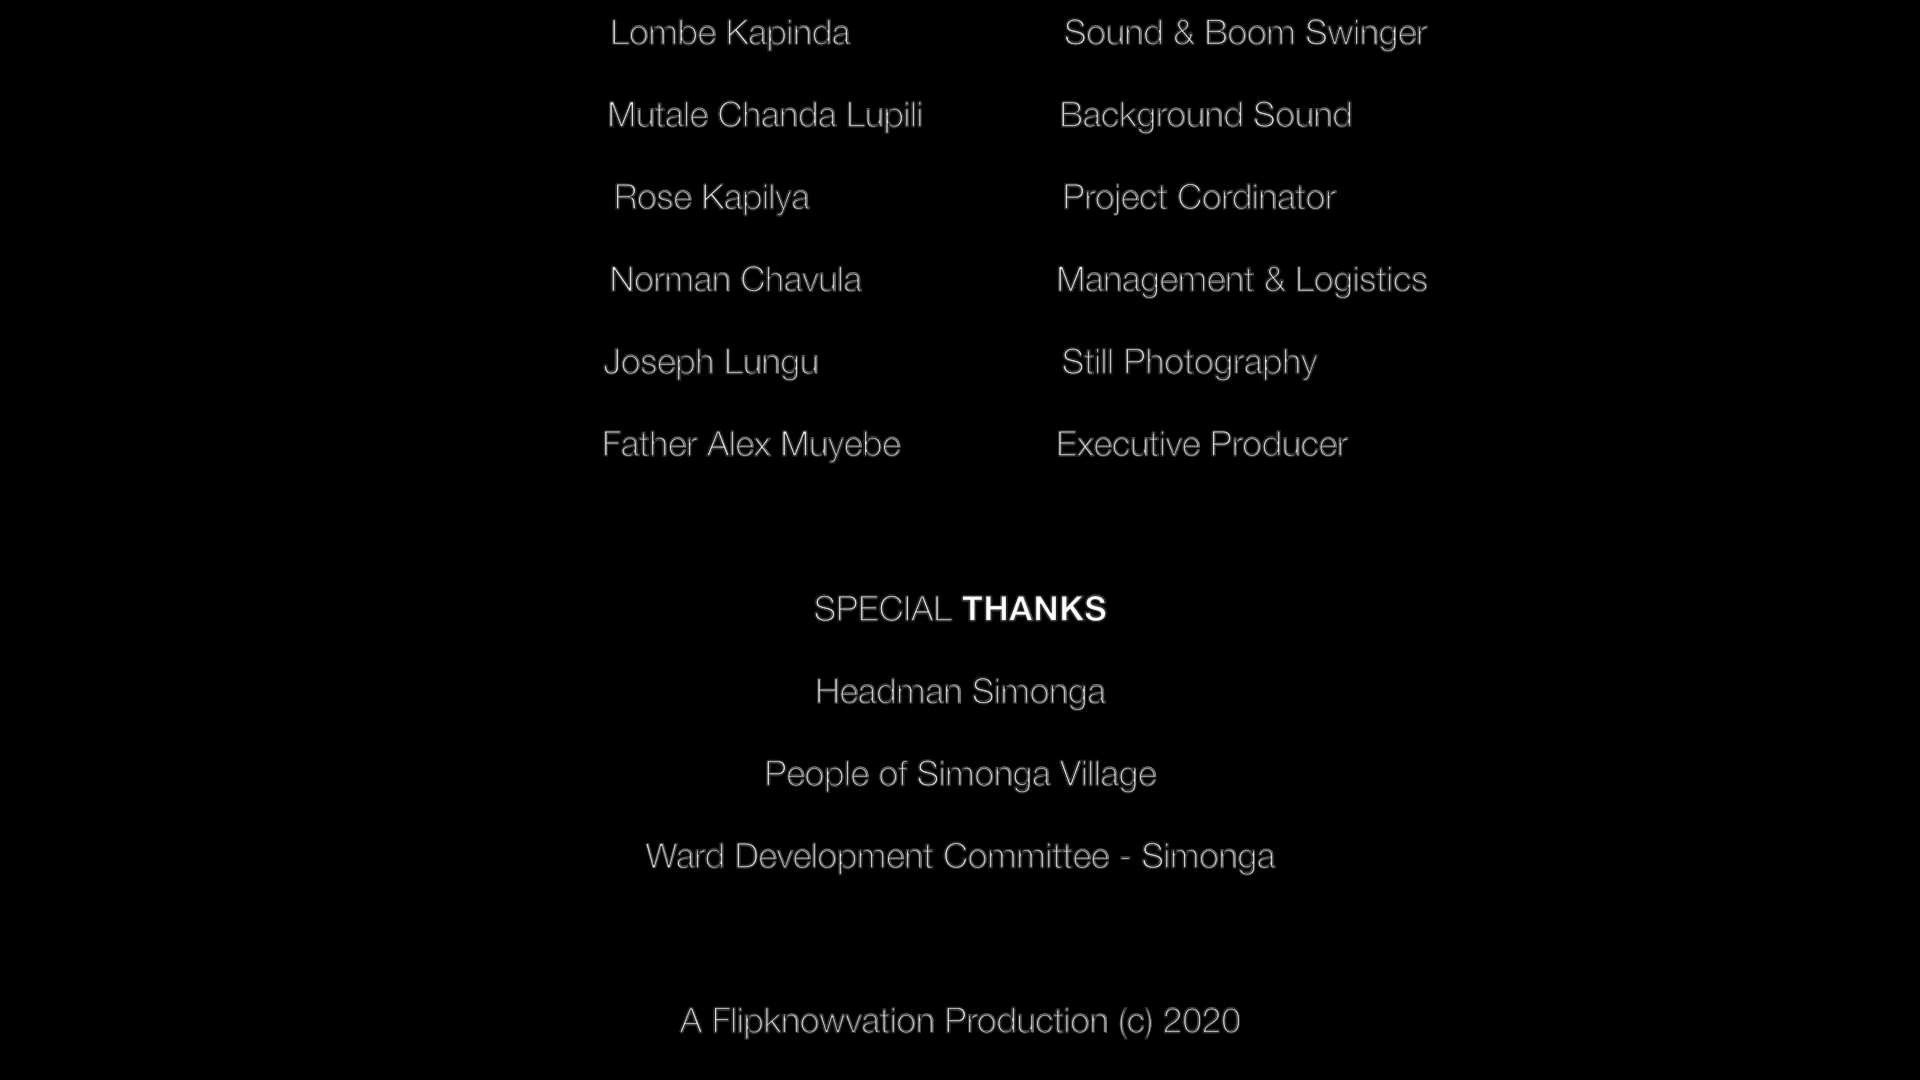 Lombe Kapinda Sound & Boom Swinger
Mutale Chanda Lupili Background Sound
Rose Kapilya Project Cordinator
Norman Chavula Management & Logistics
Joseph Lungu Still Photography
Father Alex Muyebe Executive Producer
SPECIAL THANKS
Headman Simonga
People of Simonga Village
Ward Development Committee - Simonga
A Flipknowvation Production (c) 2020